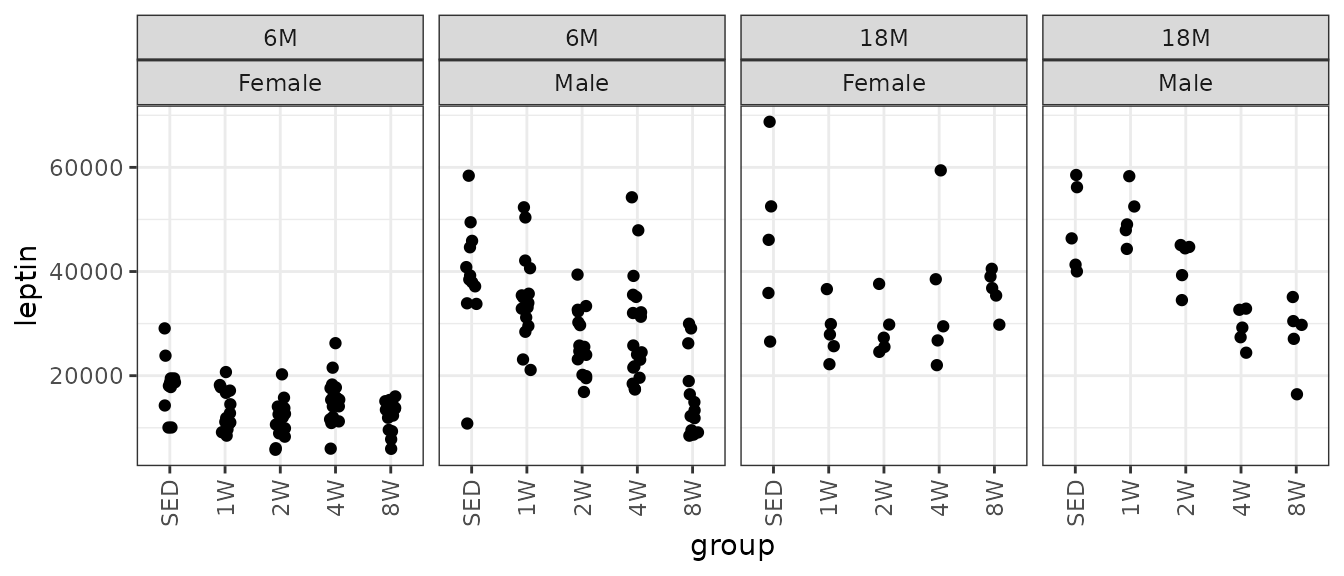 6M 6M 18M 18M
Female Male Female Male
60000
40000
20000
leptin
SED 1W 2W 4W 8W SED 1W 2W 4W 8W SED 1W 2W 4W 8W SED 1W 2W 4W 8W
group